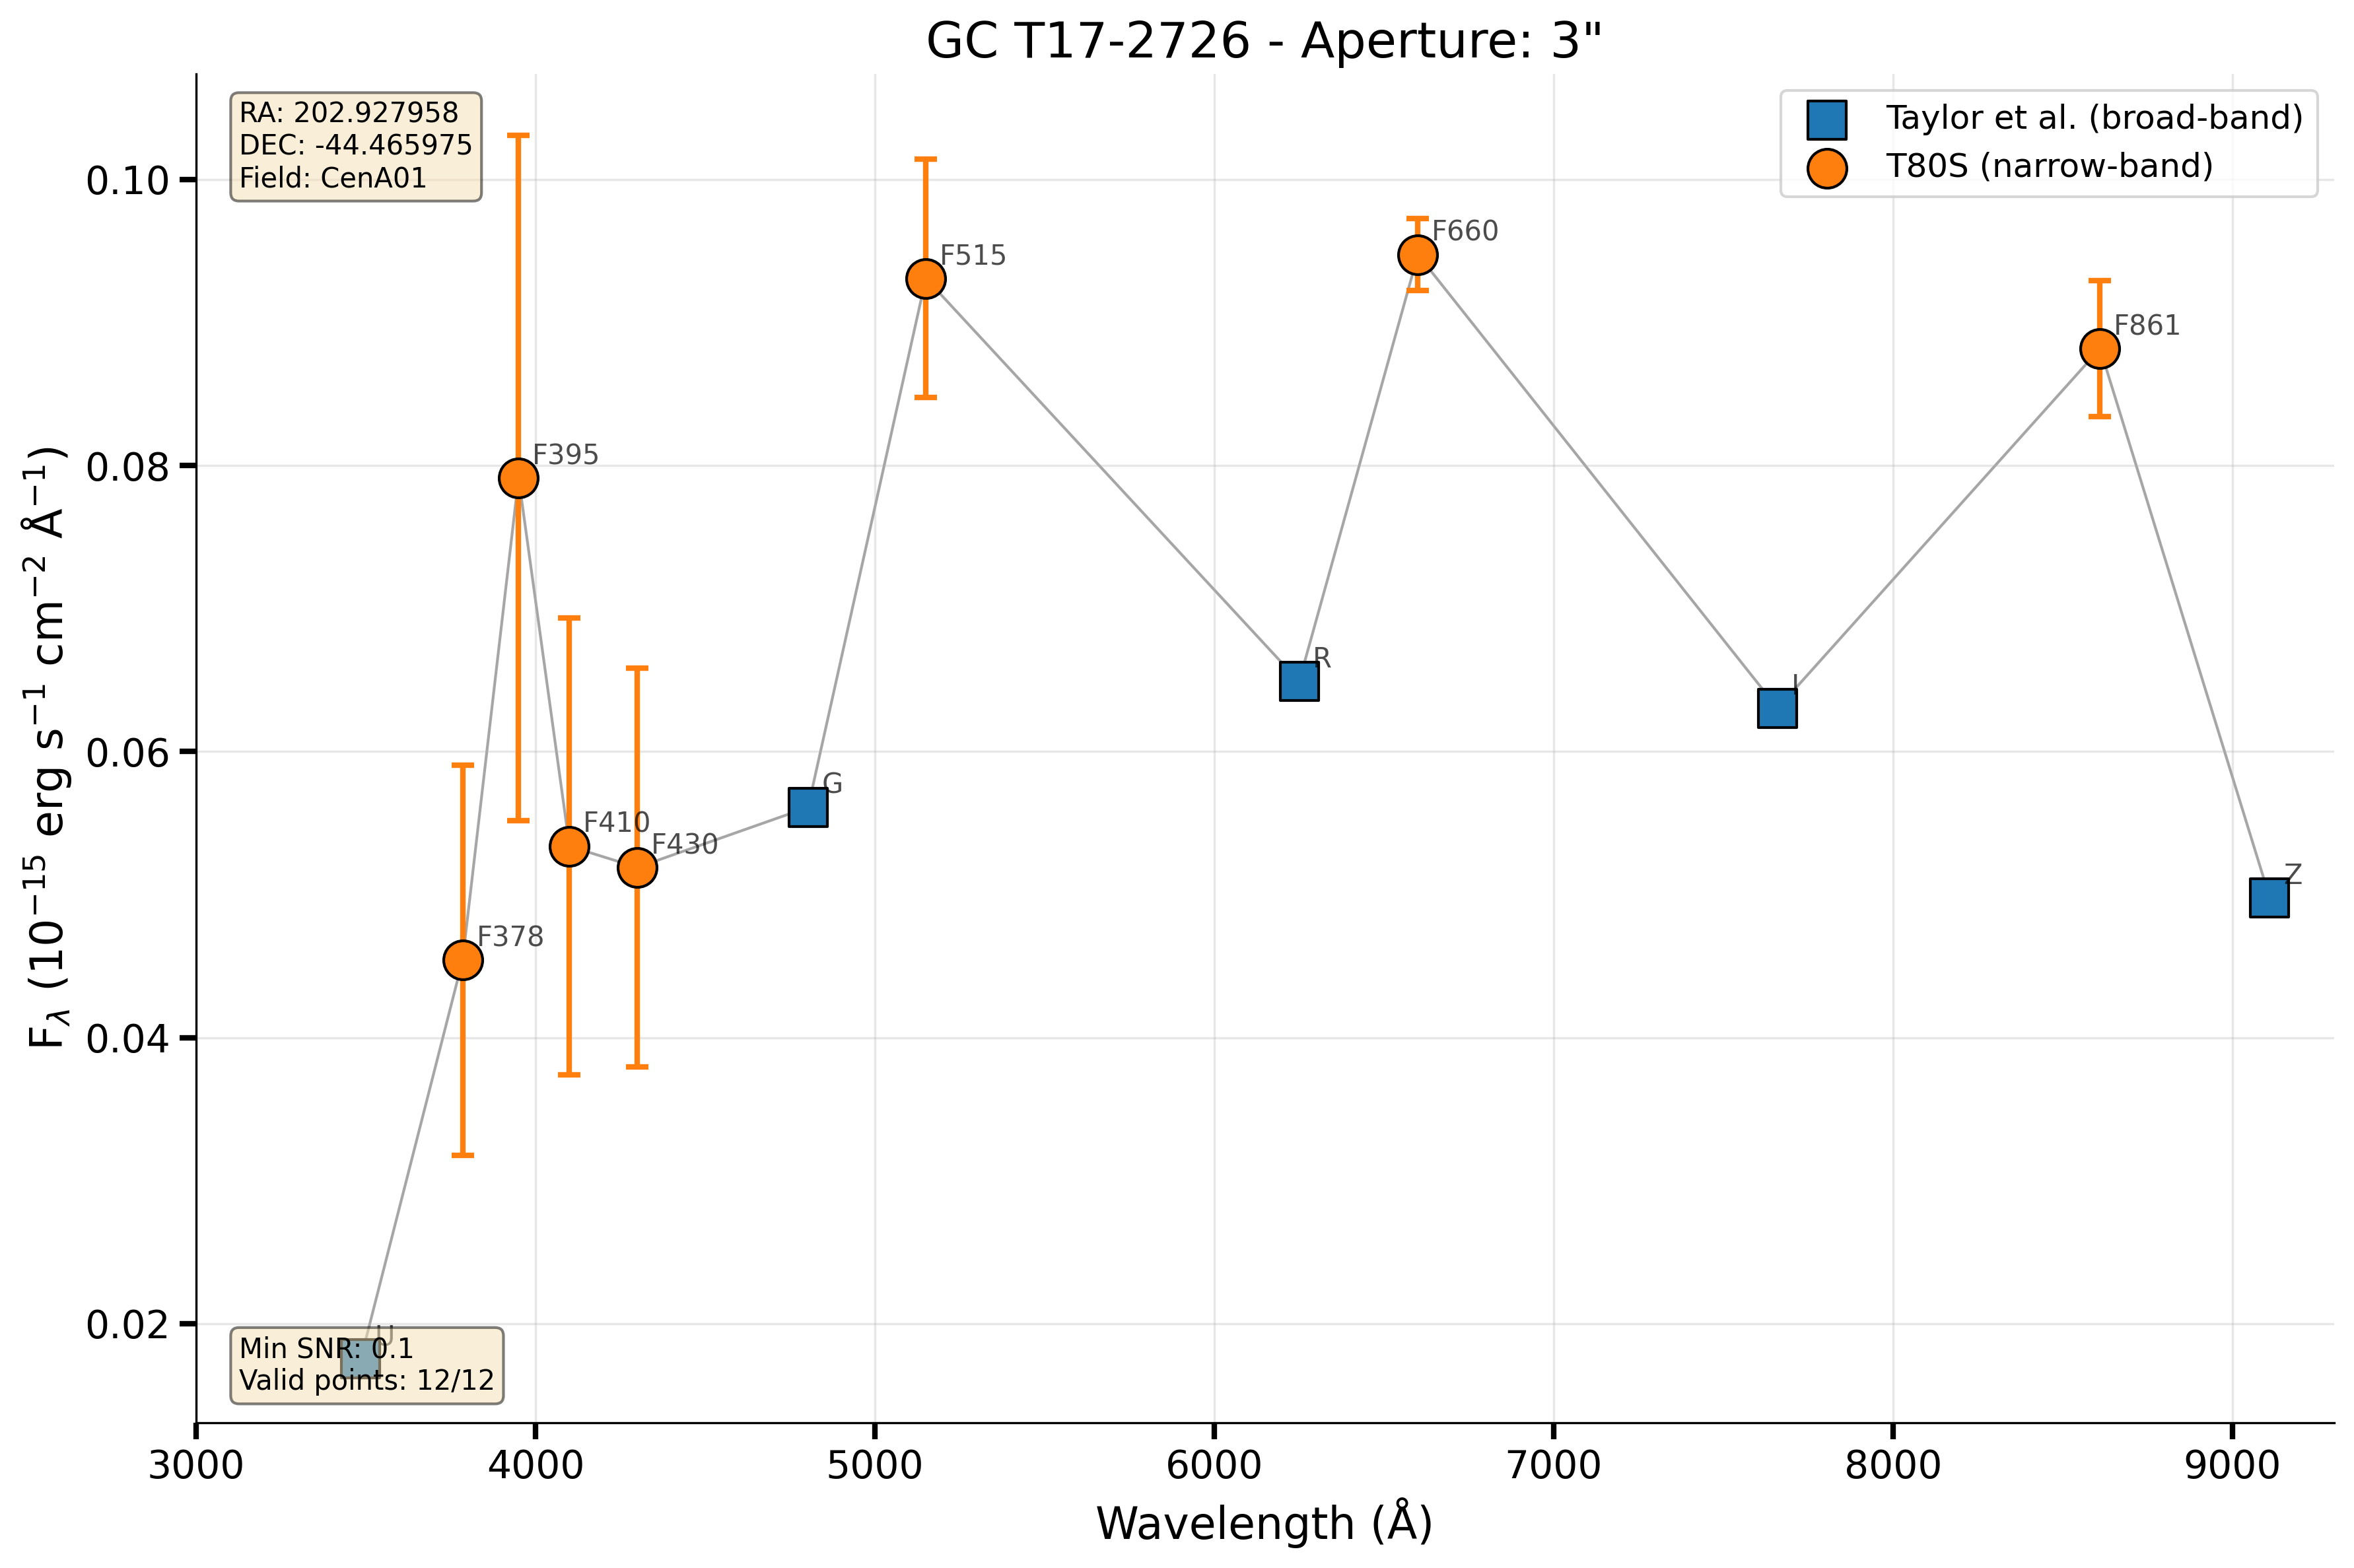 GC T17-2726 - Aperture: 3"
RA: 202.927958
DEC: -44.465975
Field: CenA01
Taylor et al. (broad-band)
T80S (narrow-band)
F660
F515
F861
F395
R
I
G
F410
F430
Z
F378
U
Min SNR: 0.1
Valid points: 12/12
0.10
0.08
0.06
0.04
0.02
F_λ (10⁻¹⁵ erg s⁻¹ cm⁻² Å⁻¹)
3000 4000 5000 6000 7000 8000 9000
Wavelength (Å)